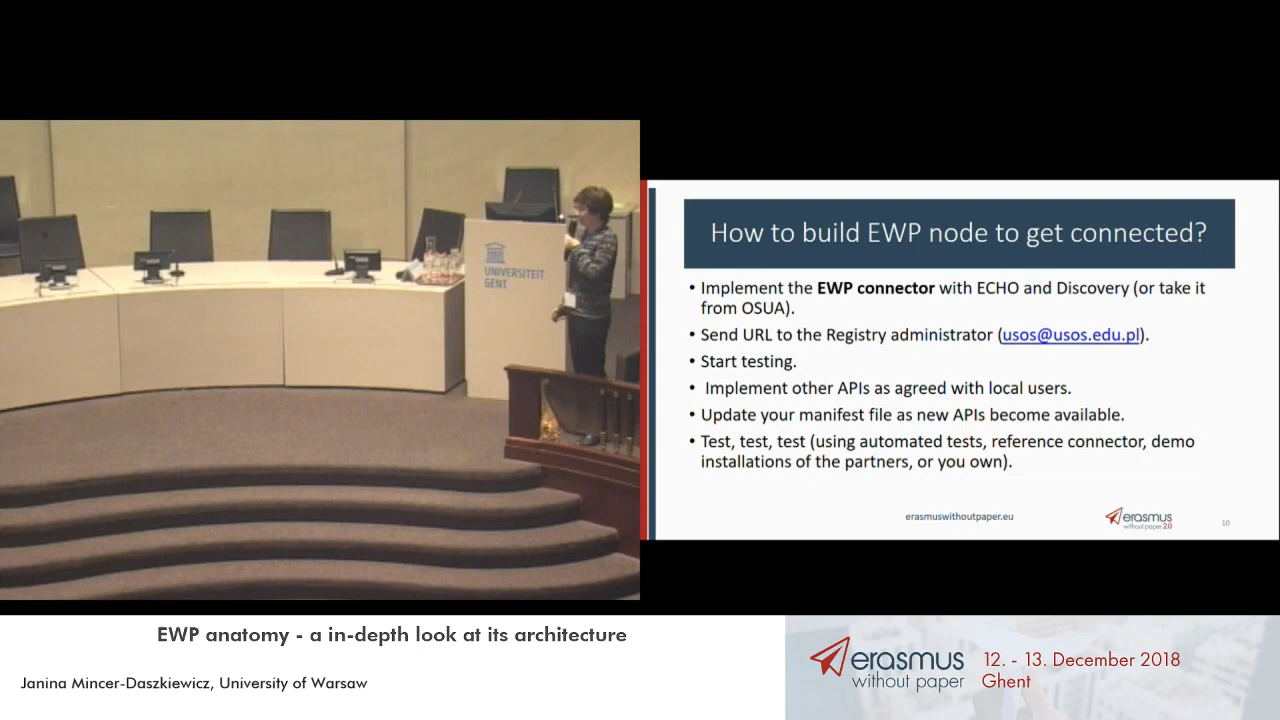 UNIVERSITEIT
GENT
How to build EWP node to get connected?
• Implement the EWP connector with ECHO and Discovery (or take it
from OSUA).
• Send URL to the Registry administrator (usos@usos.edu.pl).
• Start testing.
• Implement other APIs as agreed with local users.
• Update your manifest file as new APIs become available.
• Test, test, test (using automated tests, reference connector, demo
installations of the partners, or you own).
erasmuswithoutpaper.eu
erasmus
without paper 2.0
10
EWP anatomy - a in-depth look at its architecture
Janina Mincer-Daszkiewicz, University of Warsaw
erasmus
without paper
12. - 13. December 2018
Ghent